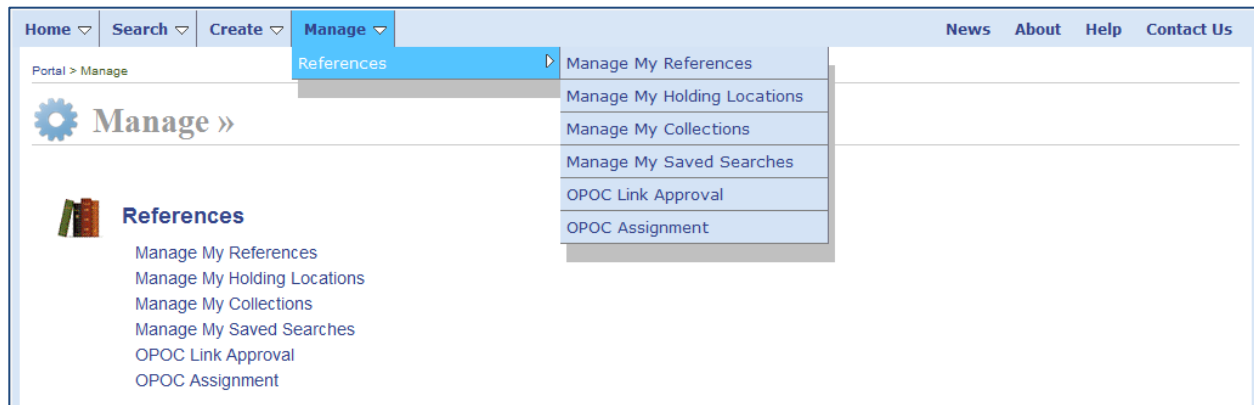 Home Search Create Manage News About Help Contact Us
Portal > Manage
References
Manage My References
Manage My Holding Locations
Manage My Collections
Manage My Saved Searches
OPOC Link Approval
OPOC Assignment
Manage »
References
Manage My References
Manage My Holding Locations
Manage My Collections
Manage My Saved Searches
OPOC Link Approval
OPOC Assignment